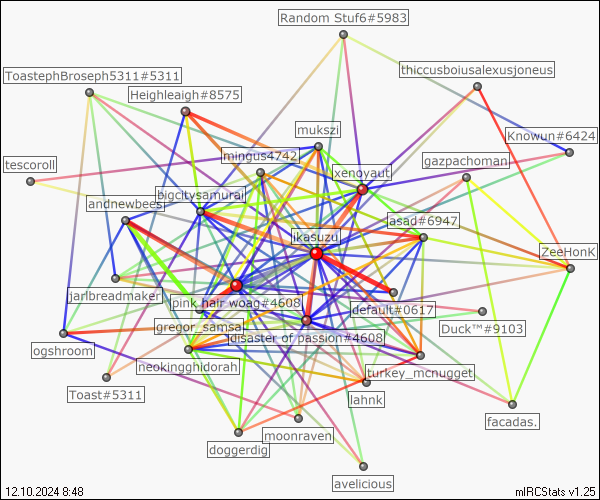 Random Stuf6#5983
thiccusboiusalexusjoneus
ToastephBroseph5311#5311
Heighleaigh#8575
mukszi
Knowun#6424
mingus4742
gazpachoman
tescoroll
xenoyaut
bigcitysamurai
andnewbees
asad#6947
ikasuzu
ZeeHonK
jarlbreadmaker
pink hair woag#4608
default#0617
gregor_samsa
Duck™#9103
disaster of passion#4608
ogshroom
neokingghidorah
turkey_mcnugget
Toast#5311
lahnk
facadas.
moonraven
doggerdig
avelicious
12.10.2024 8:48
mIRCStats v1.25